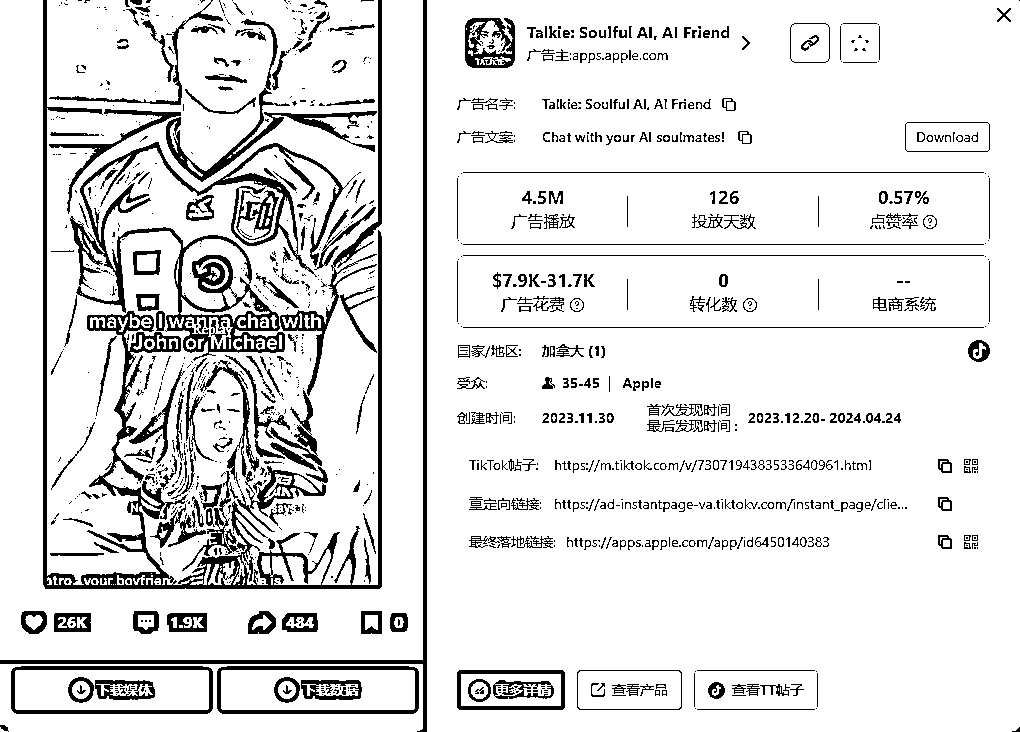 maybe I wanna chat with
Replay
John or Michael
26K
1.9K
484
0
下载媒体
下载数据
TALKIE
Talkie: Soulful AI, AI Friend
广告主:apps.apple.com
广告名字: Talkie: Soulful AI, AI Friend
广告文案: Chat with your AI soulmates!
Download
4.5M
广告播放
126
投放天数
0.57%
点赞率
$7.9K-31.7K
广告花费
0
转化数
--
电商系统
国家/地区: 加拿大 (1)
受众: 35-45 | Apple
创建时间: 2023.11.30
首次发现时间
最后发现时间: 2023.12.20- 2024.04.24
TikTok帖子: https://m.tiktok.com/v/7307194383533640961.html
重定向链接: https://ad-instantpage-va.tiktokv.com/instant_page/clie...
最终落地链接: https://apps.apple.com/app/id6450140383
更多详情
查看产品
查看TT帖子